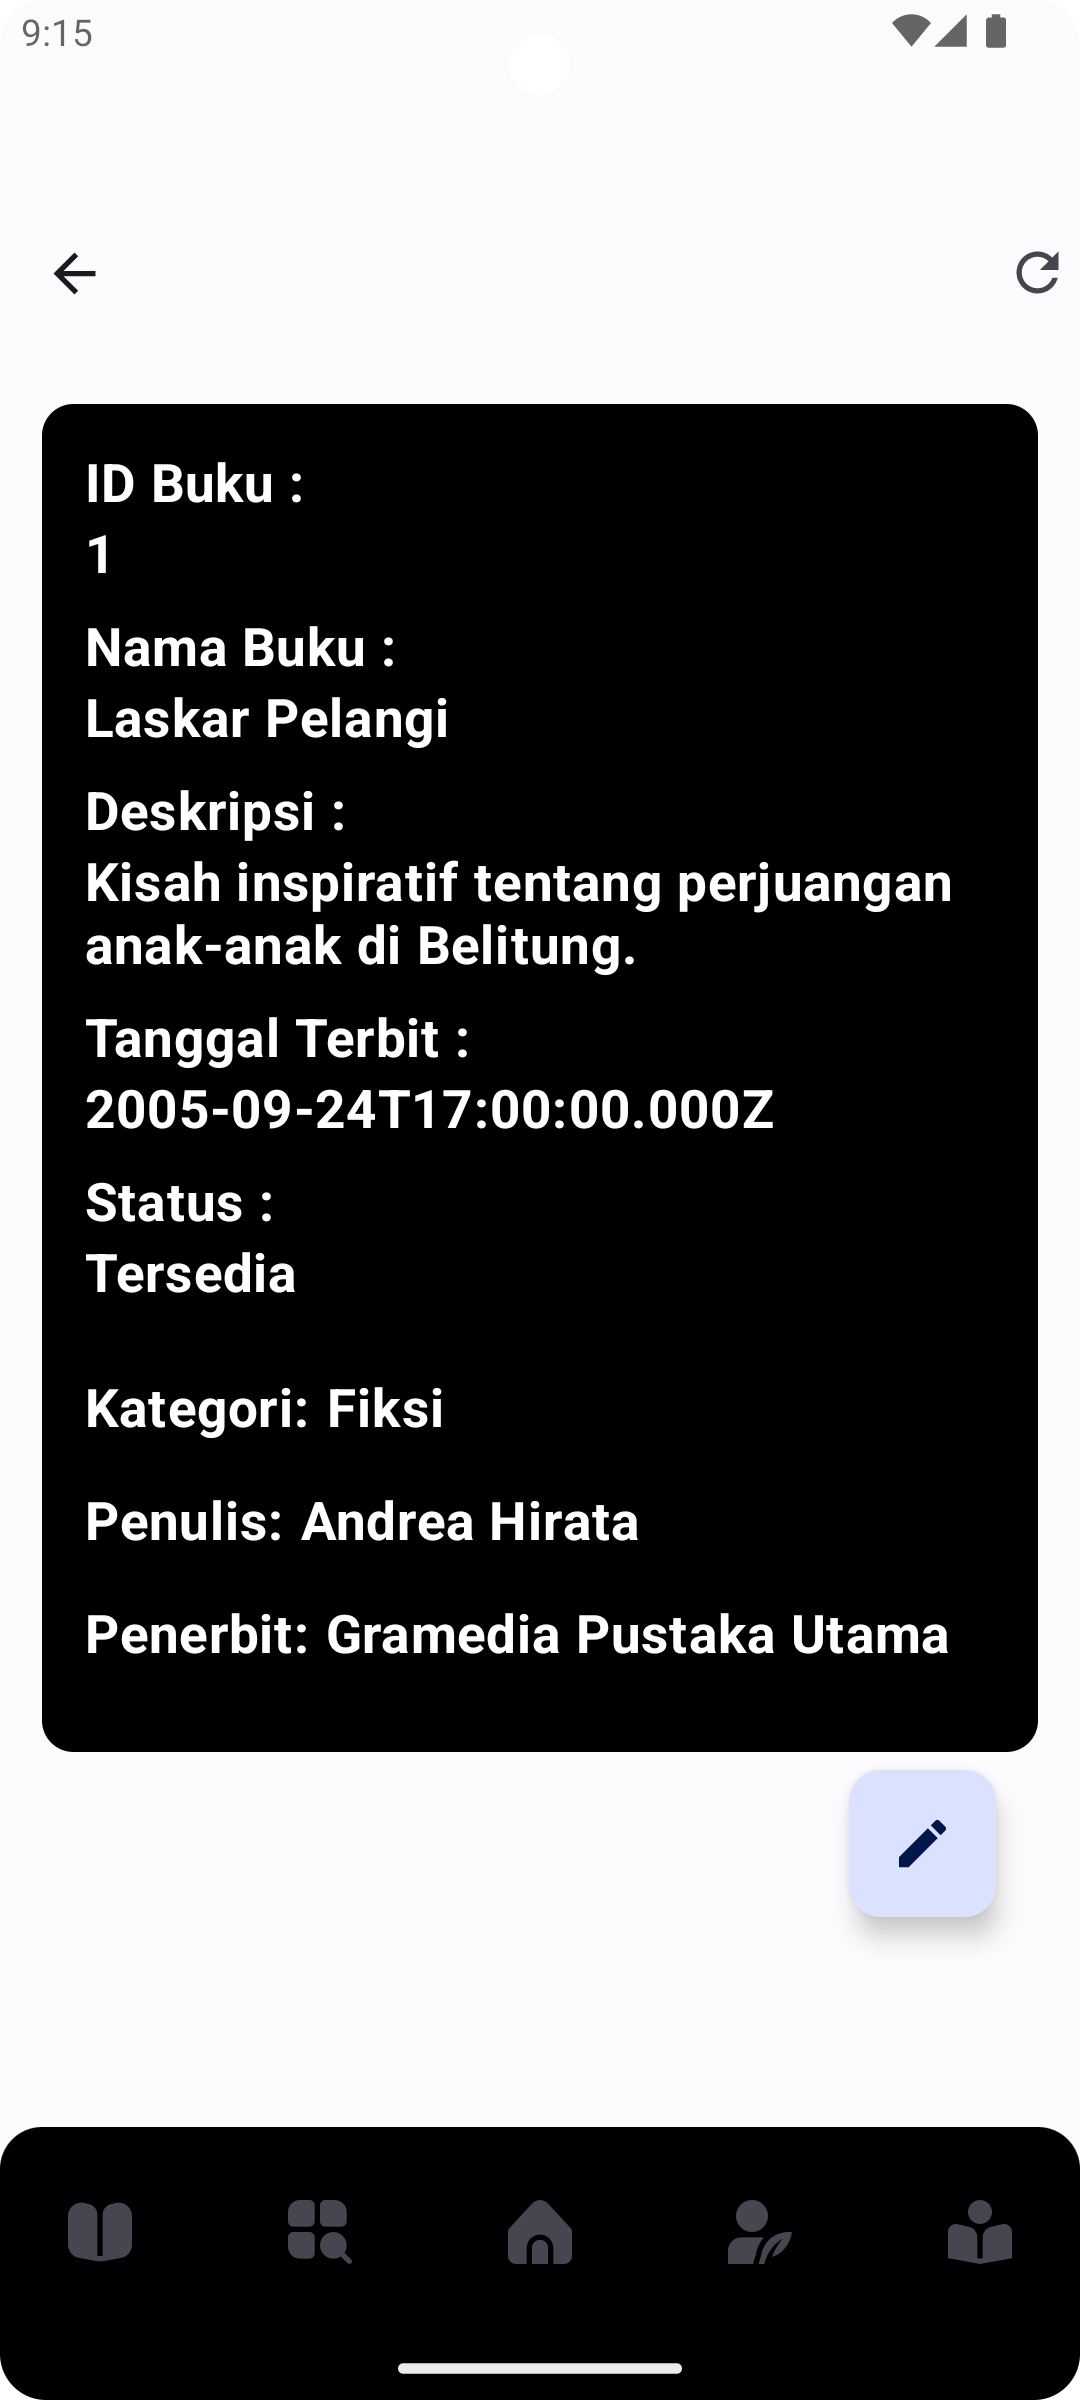 9:15
ID Buku :
1
Nama Buku :
Laskar Pelangi
Deskripsi :
Kisah inspiratif tentang perjuangan
anak-anak di Belitung.
Tanggal Terbit :
2005-09-24T17:00:00.000Z
Status :
Tersedia
Kategori: Fiksi
Penulis: Andrea Hirata
Penerbit: Gramedia Pustaka Utama